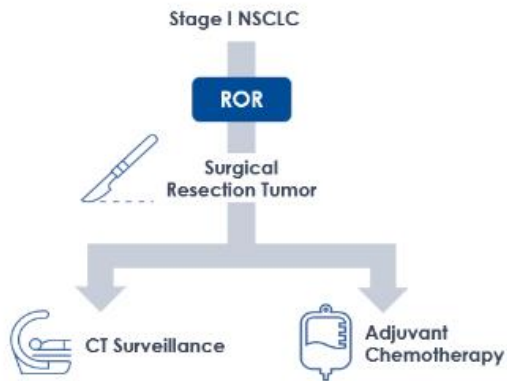 Stage I NSCLC
ROR
Surgical
Resection Tumor
CT Surveillance
Adjuvant
Chemotherapy